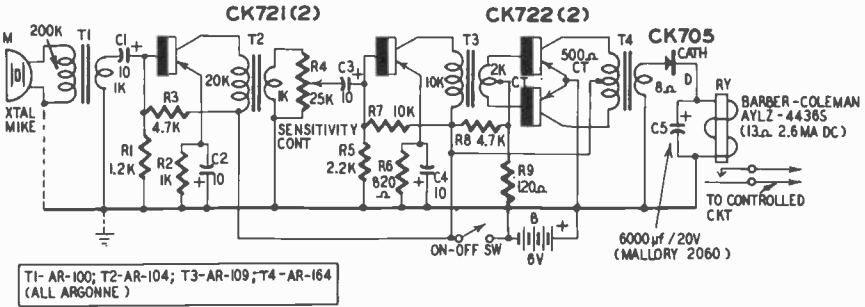 CK721(2)
CK722(2)
CK705
M
200K
T1
C1
+
10
1K
T2
20K
1K
R4
25K
C3
+
10
T3
10K
2K
CT
500Ω
CT
T4
CATH
D
8Ω
RY
BARBER-COLEMAN
AYLZ-4436S
(13Ω 2.6MA DC)
XTAL
MIKE
R3
4.7K
SENSITIVITY
CONT
R7 10K
R8 4.7K
C5
+
R1
1.2K
R2
1K
+
C2
10
R5
2.2K
R6
820
Ω
+
C4
10
R9
120Ω
TO CONTROLLED
CKT
ON-OFF SW
B
+
6V
6000µf/20V
(MALLORY 2060)
T1-AR-100; T2-AR-104; T3-AR-109; T4-AR-164
(ALL ARGONNE)